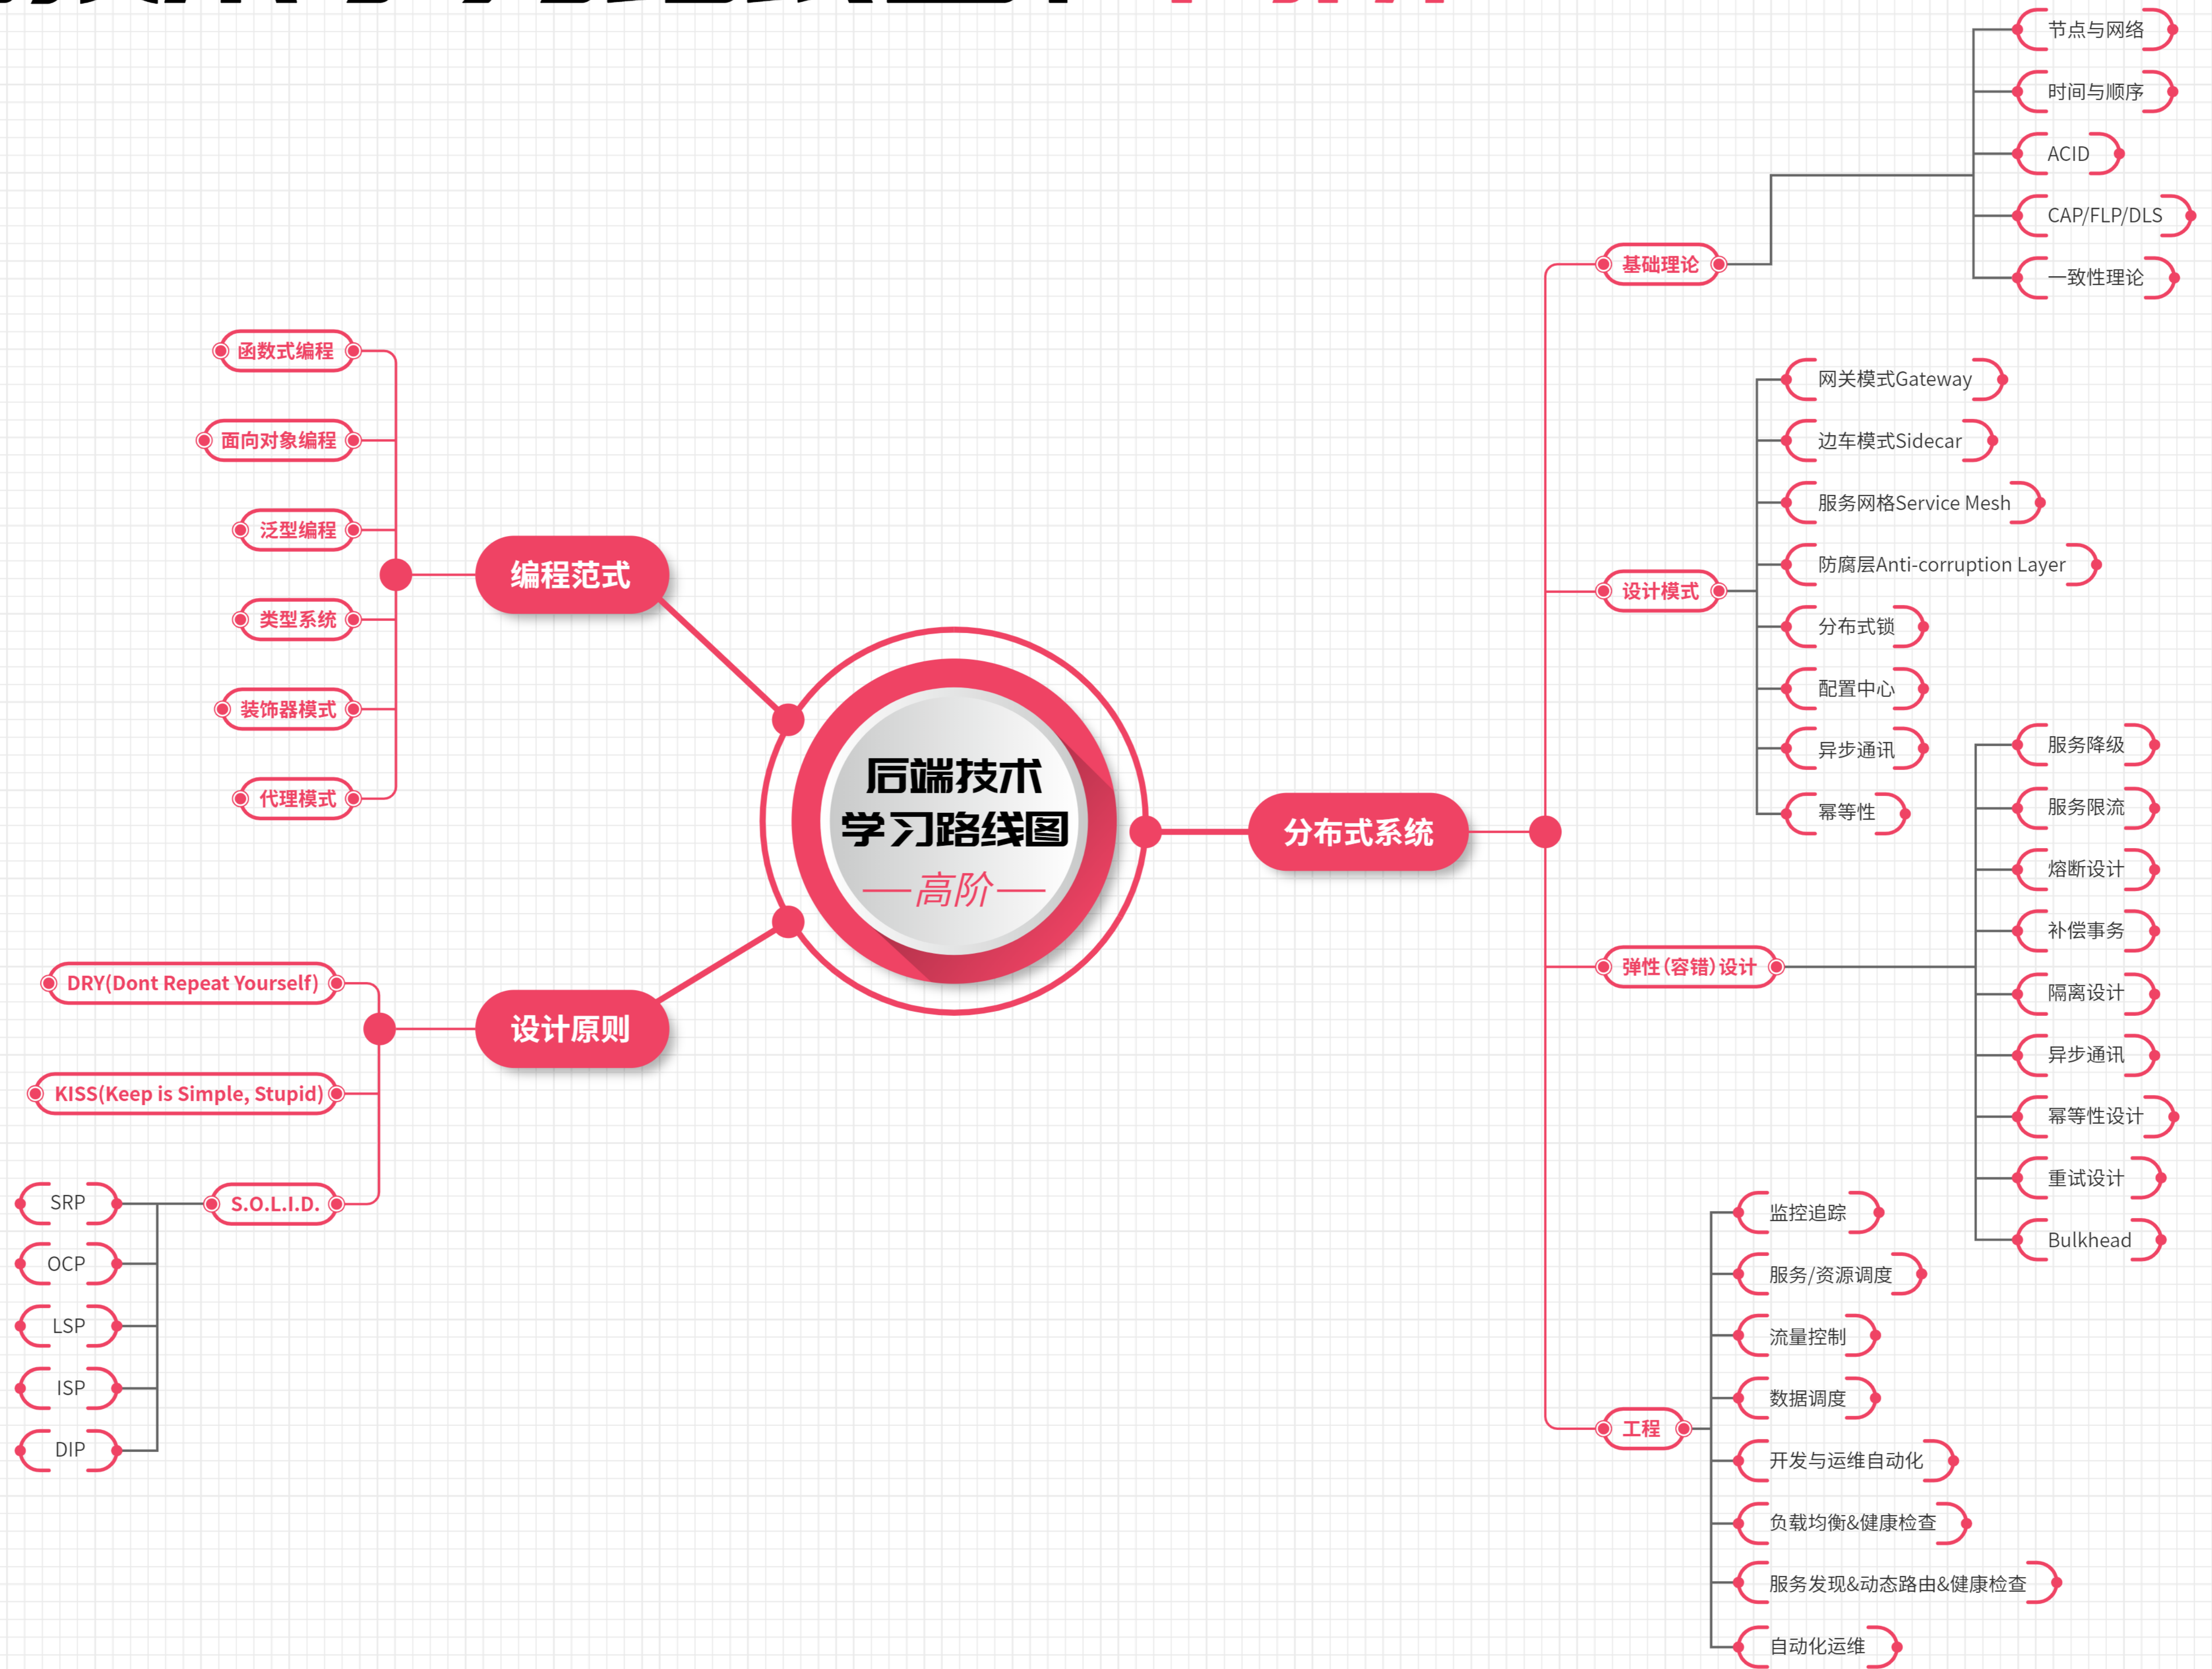 后端技术
学习路线图
高阶
编程范式
函数式编程
面向对象编程
泛型编程
类型系统
装饰器模式
代理模式
设计原则
DRY(Dont Repeat Yourself)
KISS(Keep is Simple, Stupid)
S.O.L.I.D.
SRP
OCP
LSP
ISP
DIP
分布式系统
基础理论
节点与网络
时间与顺序
ACID
CAP/FLP/DLS
一致性理论
设计模式
网关模式Gateway
边车模式Sidecar
服务网格Service Mesh
防腐层Anti-corruption Layer
分布式锁
配置中心
异步通讯
幂等性
弹性(容错)设计
服务降级
服务限流
熔断设计
补偿事务
隔离设计
异步通讯
幂等性设计
重试设计
Bulkhead
工程
监控追踪
服务/资源调度
流量控制
数据调度
开发与运维自动化
负载均衡&健康检查
服务发现&动态路由&健康检查
自动化运维